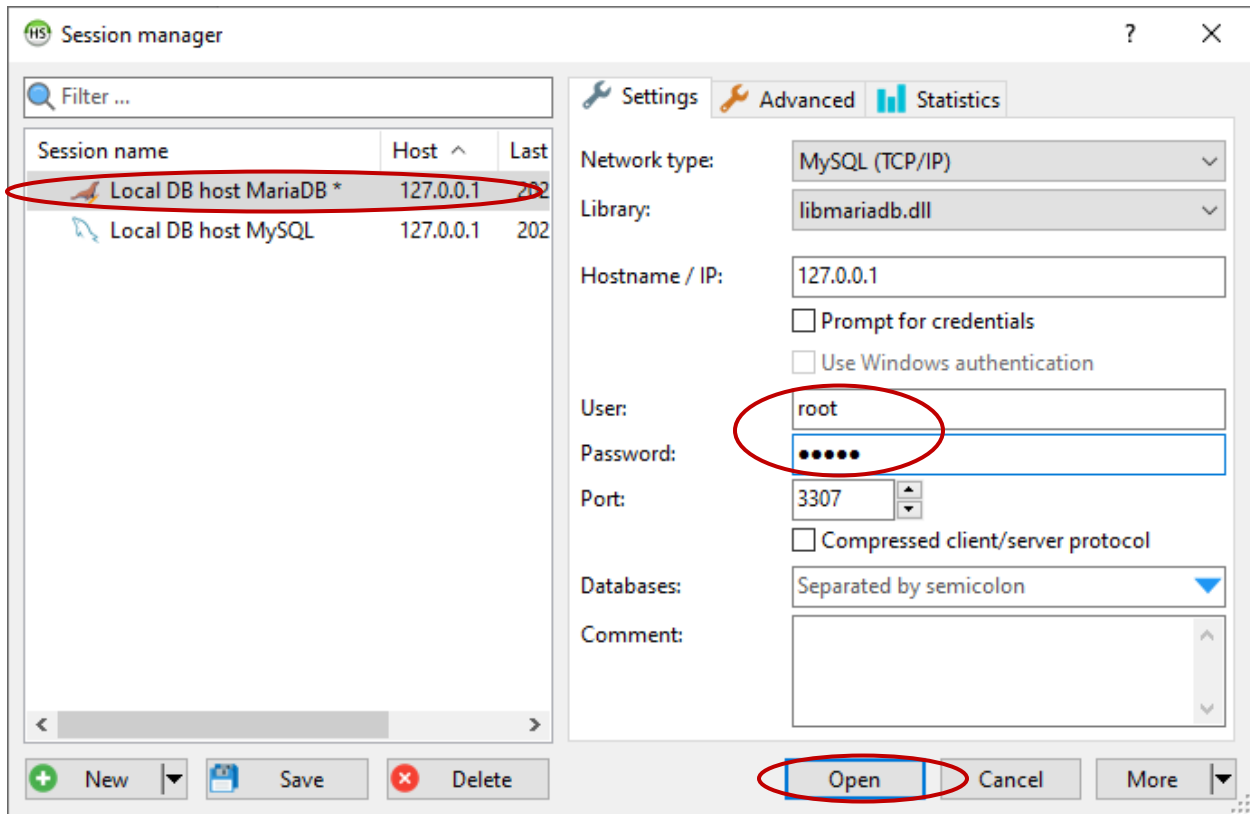 HS Session manager ?
Filter ...
Session name Host Last
Local DB host MariaDB * 127.0.0.1 202
Local DB host MySQL 127.0.0.1 202
New Save Delete
Settings Advanced Statistics
Network type: MySQL (TCP/IP)
Library: libmariadb.dll
Hostname / IP: 127.0.0.1
Prompt for credentials
Use Windows authentication
User: root
Password: •••••
Port: 3307
Compressed client/server protocol
Databases: Separated by semicolon
Comment:
Open Cancel More